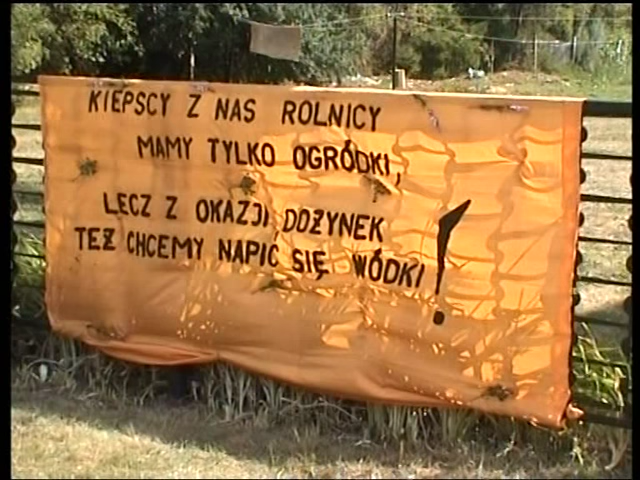 KIEPSCY Z NAS ROLNICY
MAMY TYLKO OGRÓDKI,
LECZ Z OKAZJI DOŻYNEK
TEŻ CHCEMY NAPIĆ SIĘ WÓDKI!